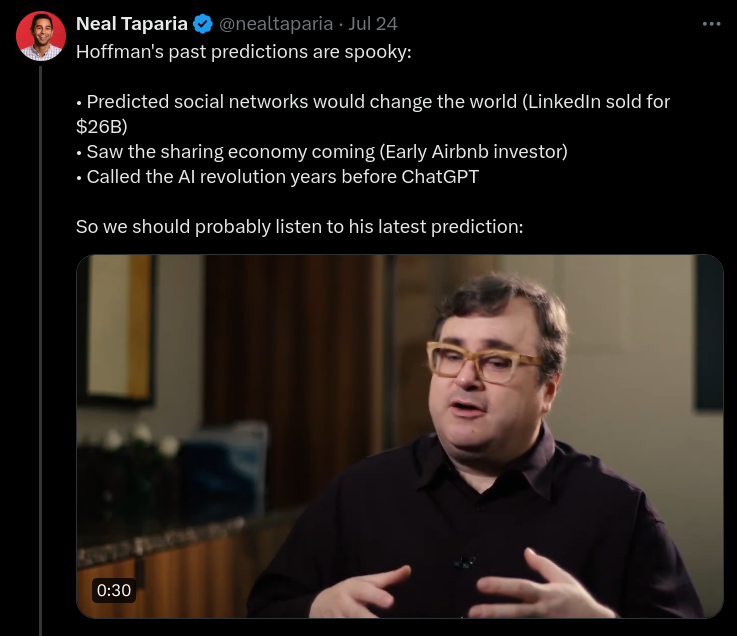 Neal Taparia @nealtaparia · Jul 24
Hoffman's past predictions are spooky:
• Predicted social networks would change the world (LinkedIn sold for
$26B)
• Saw the sharing economy coming (Early Airbnb investor)
• Called the AI revolution years before ChatGPT
So we should probably listen to his latest prediction:
0:30